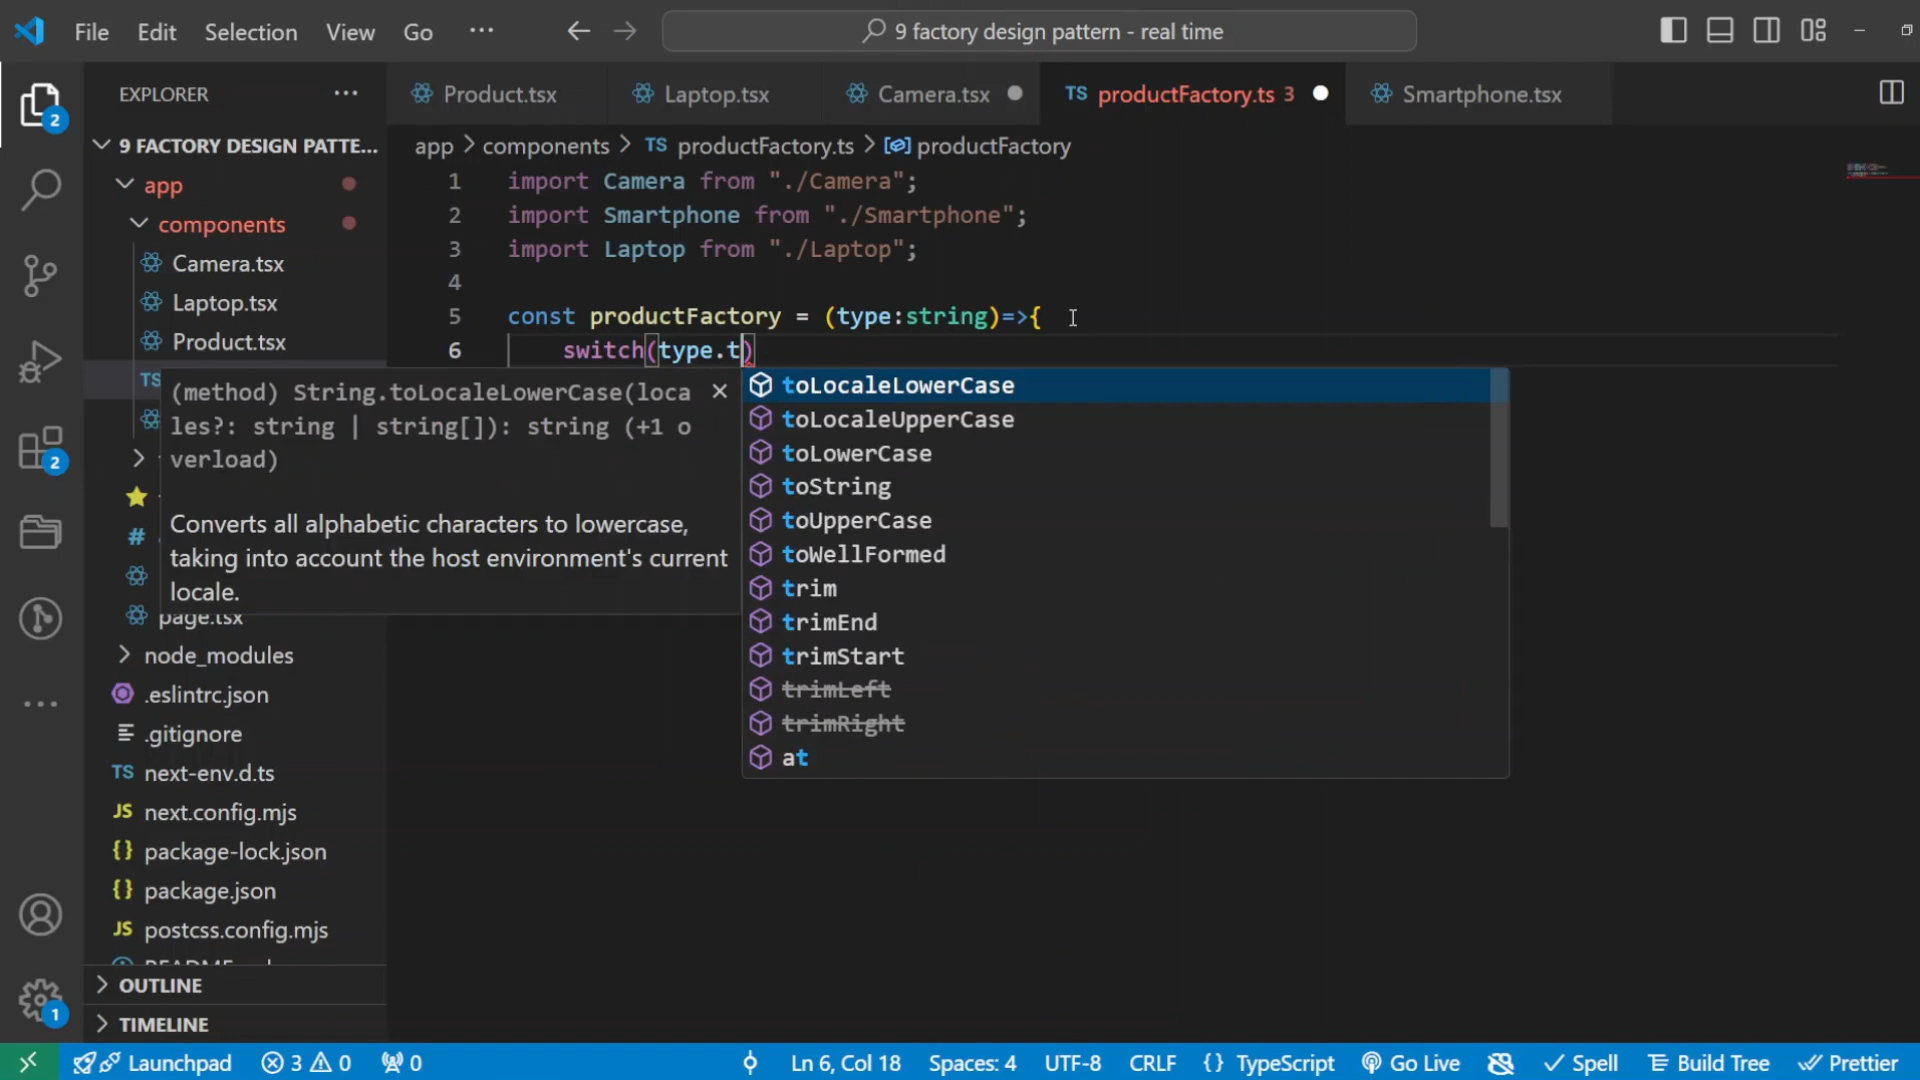 File Edit Selection View Go ··· 9 factory design pattern - real time
EXPLORER ···
Product.tsx Laptop.tsx Camera.tsx TS productFactory.ts 3 Smartphone.tsx
9 FACTORY DESIGN PATTE...
app > components > TS productFactory.ts > productFactory
app
components
Camera.tsx
Laptop.tsx
Product.tsx
TS
page.tsx
node_modules
.eslintrc.json
.gitignore
TS next-env.d.ts
JS next.config.mjs
{} package-lock.json
{} package.json
JS postcss.config.mjs
OUTLINE
TIMELINE
2
2
1
1 import Camera from "./Camera";
2 import Smartphone from "./Smartphone";
3 import Laptop from "./Laptop";
4
5 const productFactory = (type:string)=>{
6 switch(type.t)
(method) String.toLocaleLowerCase(loca
les?: string | string[]): string (+1 o
verload)
Converts all alphabetic characters to lowercase,
taking into account the host environment's current
locale.
toLocaleLowerCase
toLocaleUpperCase
toLowerCase
toString
toUpperCase
toWellFormed
trim
trimEnd
trimStart
trimLeft
trimRight
at
Launchpad 3 0 0 Ln 6, Col 18 Spaces: 4 UTF-8 CRLF {} TypeScript Go Live Spell Build Tree Prettier